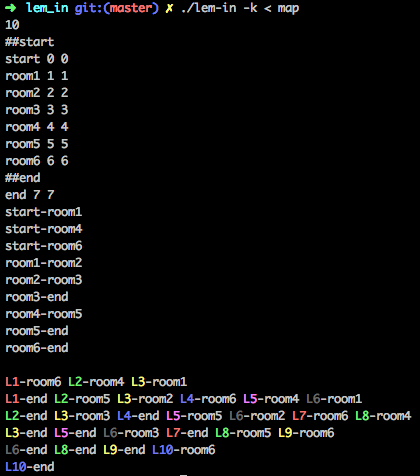 ➜ lem_in git:(master) ✗ ./lem-in -k < map
10
##start
start 0 0
room1 1 1
room2 2 2
room3 3 3
room4 4 4
room5 5 5
room6 6 6
##end
end 7 7
start-room1
start-room4
start-room6
room1-room2
room2-room3
room3-end
room4-room5
room5-end
room6-end
L1-room6 L2-room4 L3-room1
L1-end L2-room5 L3-room2 L4-room6 L5-room4 L6-room1
L2-end L3-room3 L4-end L5-room5 L6-room2 L7-room6 L8-room4
L3-end L5-end L6-room3 L7-end L8-room5 L9-room6
L6-end L8-end L9-end L10-room6
L10-end